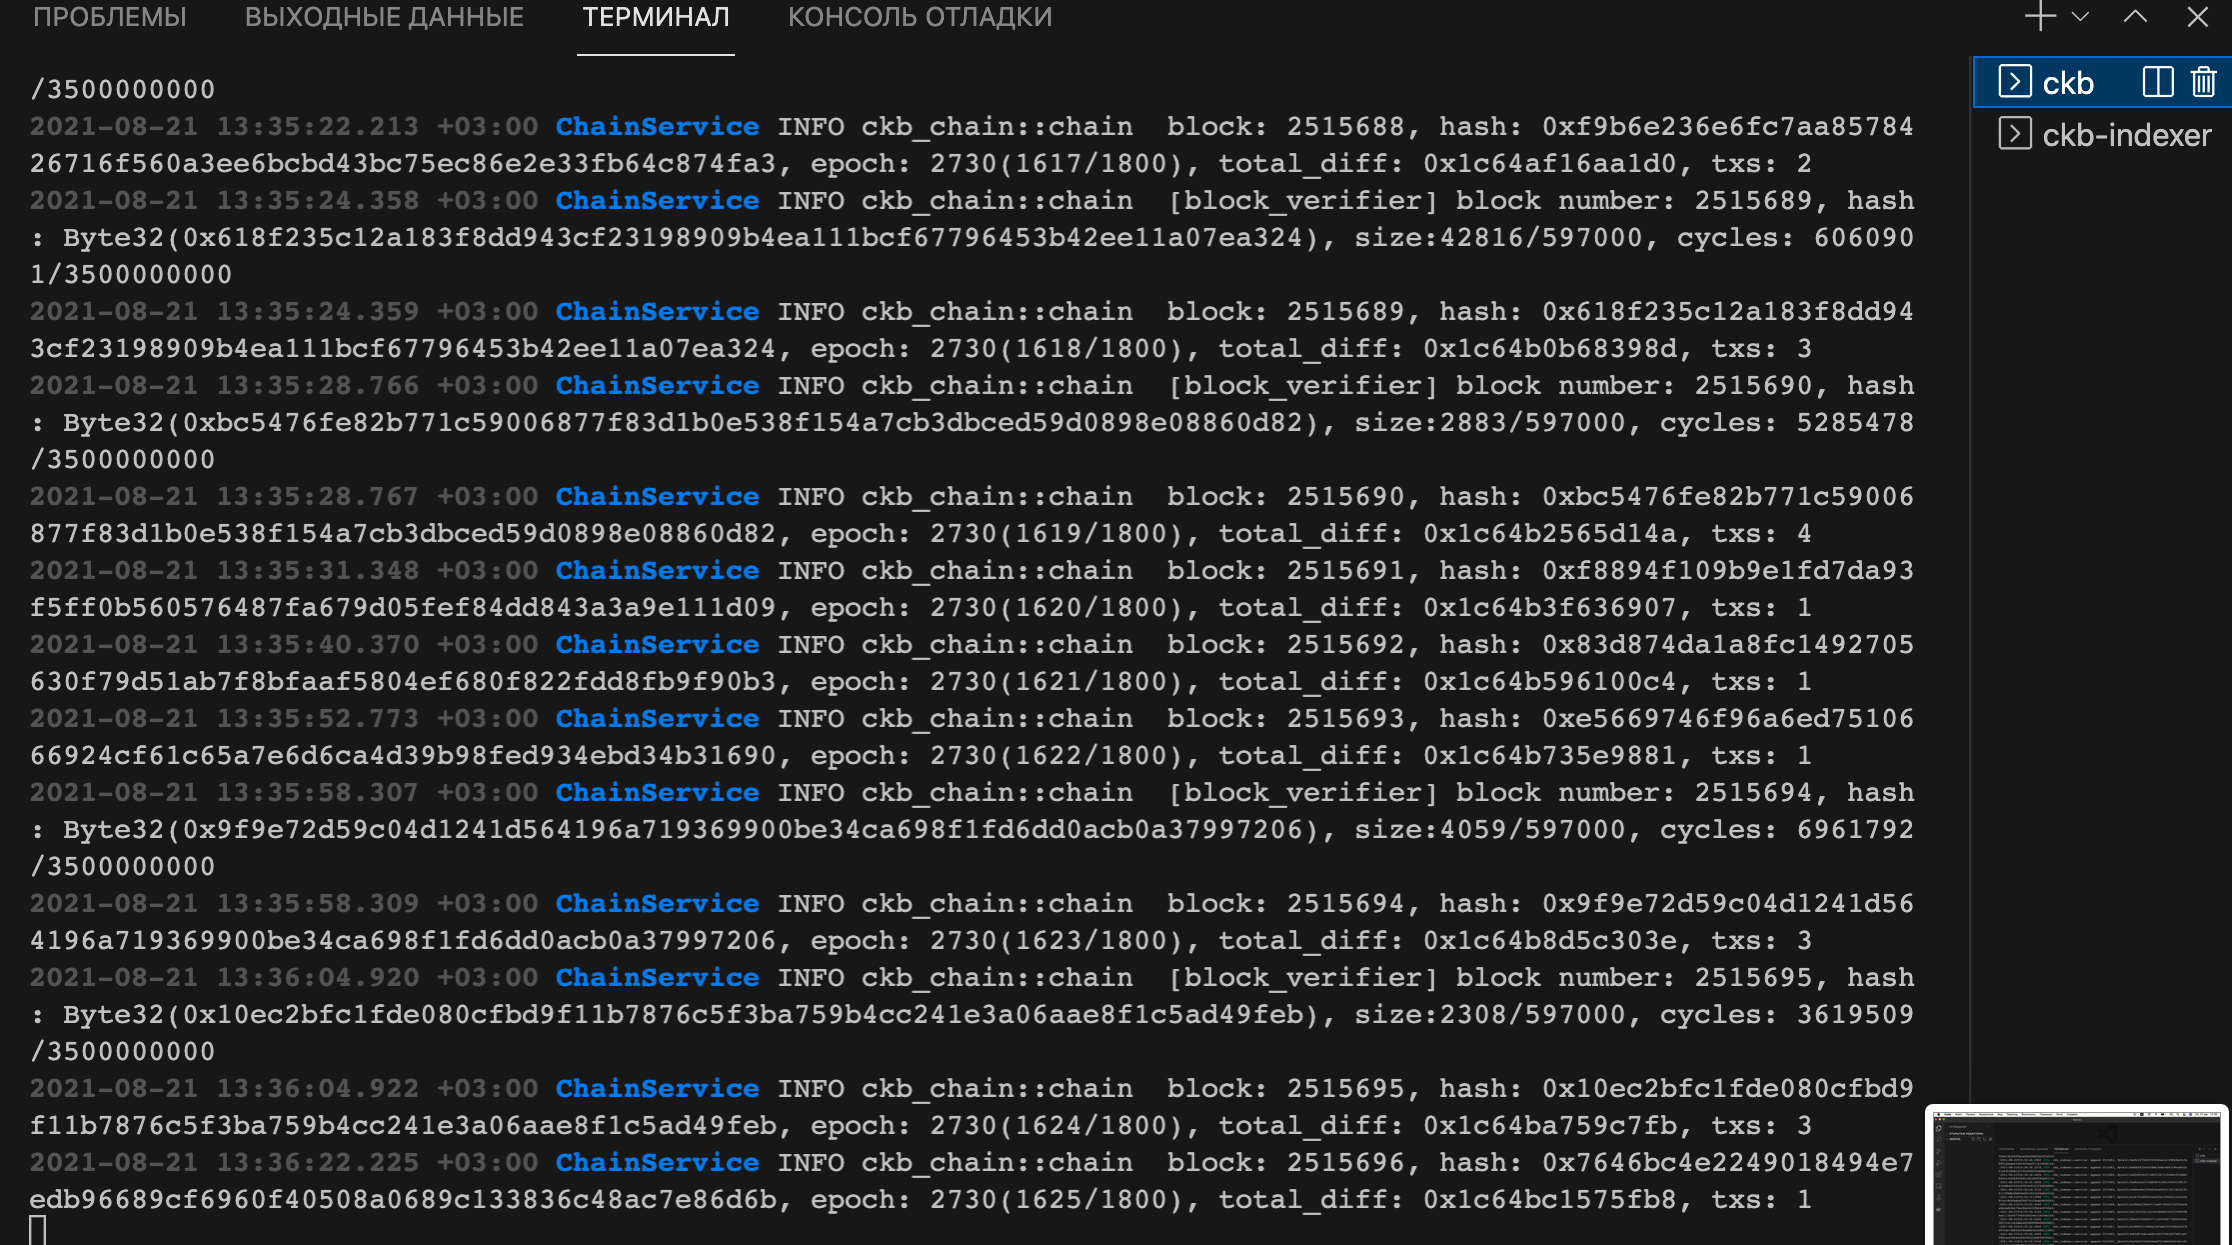 ПРОБЛЕМЫ ВЫХОДНЫЕ ДАННЫЕ ТЕРМИНАЛ КОНСОЛЬ ОТЛАДКИ
/3500000000
2021-08-21 13:35:22.213 +03:00 ChainService INFO ckb_chain::chain  block: 2515688, hash: 0xf9b6e236e6fc7aa85784
26716f560a3ee6bcbd43bc75ec86e2e33fb64c874fa3, epoch: 2730(1617/1800), total_diff: 0x1c64af16aa1d0, txs: 2
2021-08-21 13:35:24.358 +03:00 ChainService INFO ckb_chain::chain  [block_verifier] block number: 2515689, hash
: Byte32(0x618f235c12a183f8dd943cf23198909b4ea111bcf67796453b42ee11a07ea324), size:42816/597000, cycles: 606090
1/3500000000
2021-08-21 13:35:24.359 +03:00 ChainService INFO ckb_chain::chain  block: 2515689, hash: 0x618f235c12a183f8dd94
3cf23198909b4ea111bcf67796453b42ee11a07ea324, epoch: 2730(1618/1800), total_diff: 0x1c64b0b68398d, txs: 3
2021-08-21 13:35:28.766 +03:00 ChainService INFO ckb_chain::chain  [block_verifier] block number: 2515690, hash
: Byte32(0xbc5476fe82b771c59006877f83d1b0e538f154a7cb3dbced59d0898e08860d82), size:2883/597000, cycles: 5285478
/3500000000
2021-08-21 13:35:28.767 +03:00 ChainService INFO ckb_chain::chain  block: 2515690, hash: 0xbc5476fe82b771c59006
877f83d1b0e538f154a7cb3dbced59d0898e08860d82, epoch: 2730(1619/1800), total_diff: 0x1c64b2565d14a, txs: 4
2021-08-21 13:35:31.348 +03:00 ChainService INFO ckb_chain::chain  block: 2515691, hash: 0xf8894f109b9e1fd7da93
f5ff0b560576487fa679d05fef84dd843a3a9e111d09, epoch: 2730(1620/1800), total_diff: 0x1c64b3f636907, txs: 1
2021-08-21 13:35:40.370 +03:00 ChainService INFO ckb_chain::chain  block: 2515692, hash: 0x83d874da1a8fc1492705
630f79d51ab7f8bfaaf5804ef680f822fdd8fb9f90b3, epoch: 2730(1621/1800), total_diff: 0x1c64b596100c4, txs: 1
2021-08-21 13:35:52.773 +03:00 ChainService INFO ckb_chain::chain  block: 2515693, hash: 0xe5669746f96a6ed75106
66924cf61c65a7e6d6ca4d39b98fed934ebd34b31690, epoch: 2730(1622/1800), total_diff: 0x1c64b735e9881, txs: 1
2021-08-21 13:35:58.307 +03:00 ChainService INFO ckb_chain::chain  [block_verifier] block number: 2515694, hash
: Byte32(0x9f9e72d59c04d1241d564196a719369900be34ca698f1fd6dd0acb0a37997206), size:4059/597000, cycles: 6961792
/3500000000
2021-08-21 13:35:58.309 +03:00 ChainService INFO ckb_chain::chain  block: 2515694, hash: 0x9f9e72d59c04d1241d56
4196a719369900be34ca698f1fd6dd0acb0a37997206, epoch: 2730(1623/1800), total_diff: 0x1c64b8d5c303e, txs: 3
2021-08-21 13:36:04.920 +03:00 ChainService INFO ckb_chain::chain  [block_verifier] block number: 2515695, hash
: Byte32(0x10ec2bfc1fde080cfbd9f11b7876c5f3ba759b4cc241e3a06aae8f1c5ad49feb), size:2308/597000, cycles: 3619509
/3500000000
2021-08-21 13:36:04.922 +03:00 ChainService INFO ckb_chain::chain  block: 2515695, hash: 0x10ec2bfc1fde080cfbd9
f11b7876c5f3ba759b4cc241e3a06aae8f1c5ad49feb, epoch: 2730(1624/1800), total_diff: 0x1c64ba759c7fb, txs: 3
2021-08-21 13:36:22.225 +03:00 ChainService INFO ckb_chain::chain  block: 2515696, hash: 0x7646bc4e2249018494e7
edb96689cf6960f40508a0689c133836c48ac7e86d6b, epoch: 2730(1625/1800), total_diff: 0x1c64bc1575fb8, txs: 1
ckb
ckb-indexer